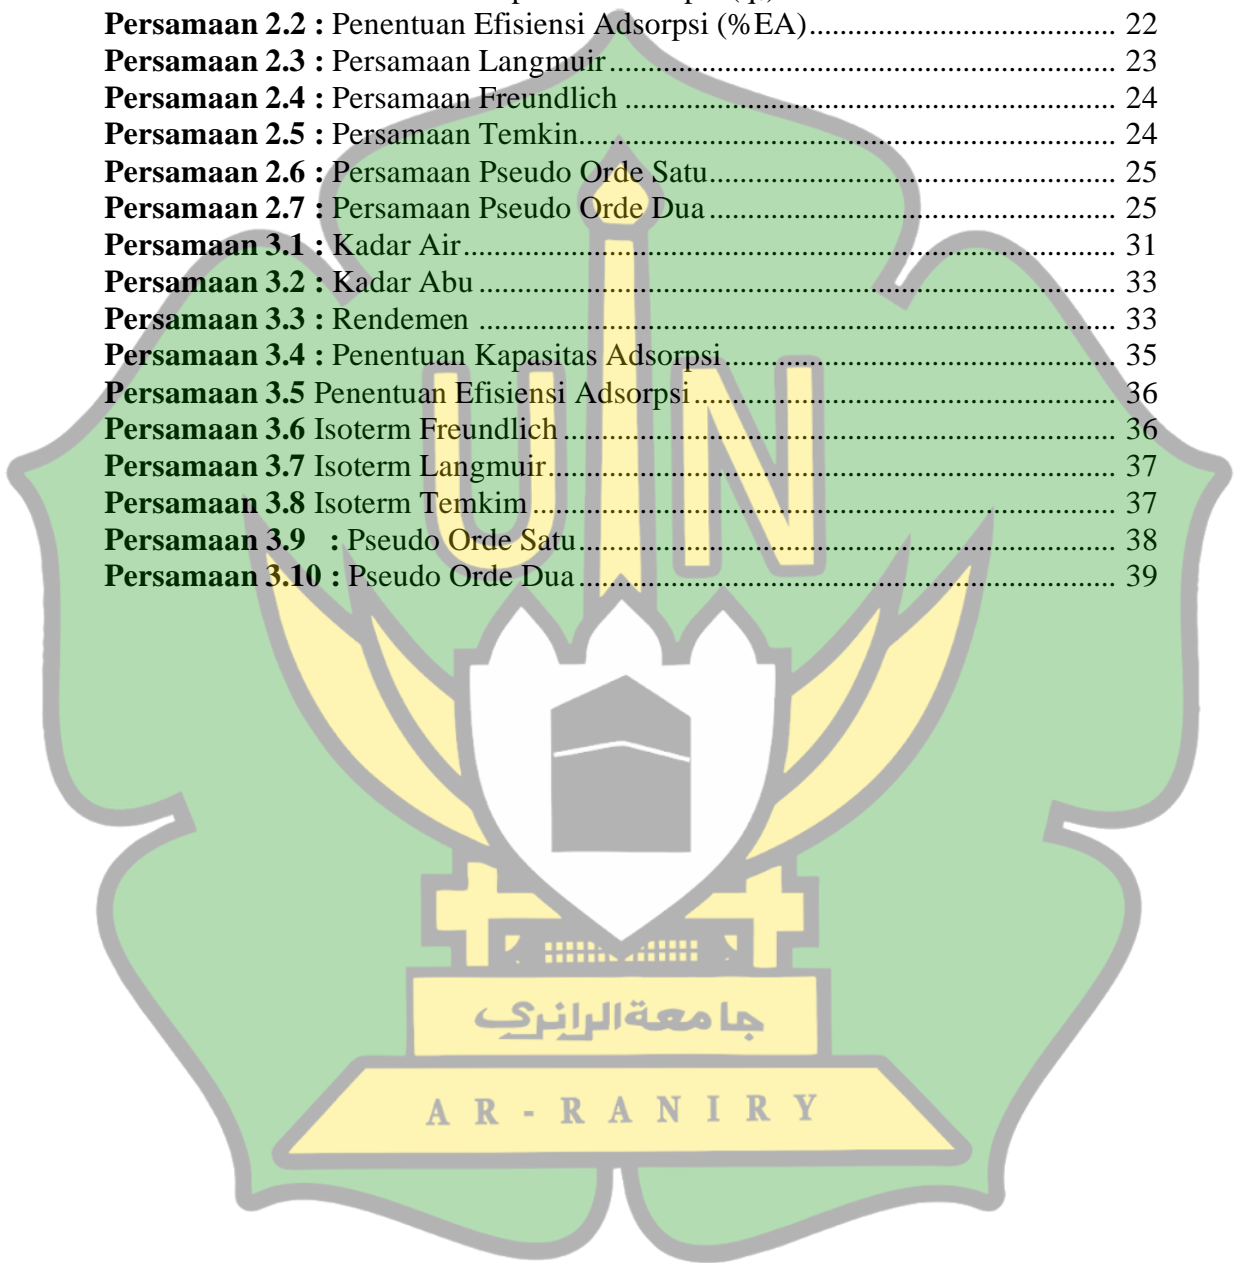 Persamaan 2.2 : Penentuan Efisiensi Adsorpsi (%EA)..................................... 22
Persamaan 2.3 : Persamaan Langmuir.............................................................. 23
Persamaan 2.4 : Persamaan Freundlich ............................................................ 24
Persamaan 2.5 : Persamaan Temkin.................................................................. 24
Persamaan 2.6 : Persamaan Pseudo Orde Satu.................................................. 25
Persamaan 2.7 : Persamaan Pseudo Orde Dua.................................................. 25
Persamaan 3.1 : Kadar Air................................................................................ 31
Persamaan 3.2 : Kadar Abu .............................................................................. 33
Persamaan 3.3 : Rendemen .............................................................................. 33
Persamaan 3.4 : Penentuan Kapasitas Adsorpsi................................................ 35
Persamaan 3.5 Penentuan Efisiensi Adsorpsi.................................................... 36
Persamaan 3.6 Isoterm Freundlich.................................................................... 36
Persamaan 3.7 Isoterm Langmuir...................................................................... 37
Persamaan 3.8 Isoterm Temkim........................................................................ 37
Persamaan 3.9 : Pseudo Orde Satu.................................................................. 38
Persamaan 3.10 : Pseudo Orde Dua.................................................................. 39
UIN
جامعة الرانري
AR-RANIRY